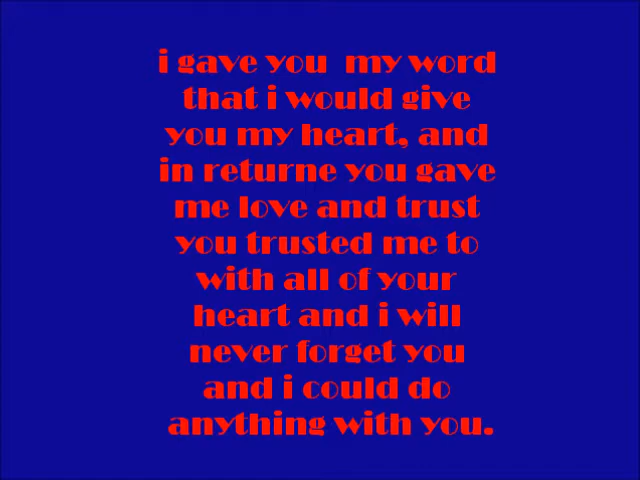 i gave you  my word
that i would give
you my heart, and
in returne you gave
me love and trust
you trusted me to
with all of your
heart and i will
never forget you
and i could do
anything with you.